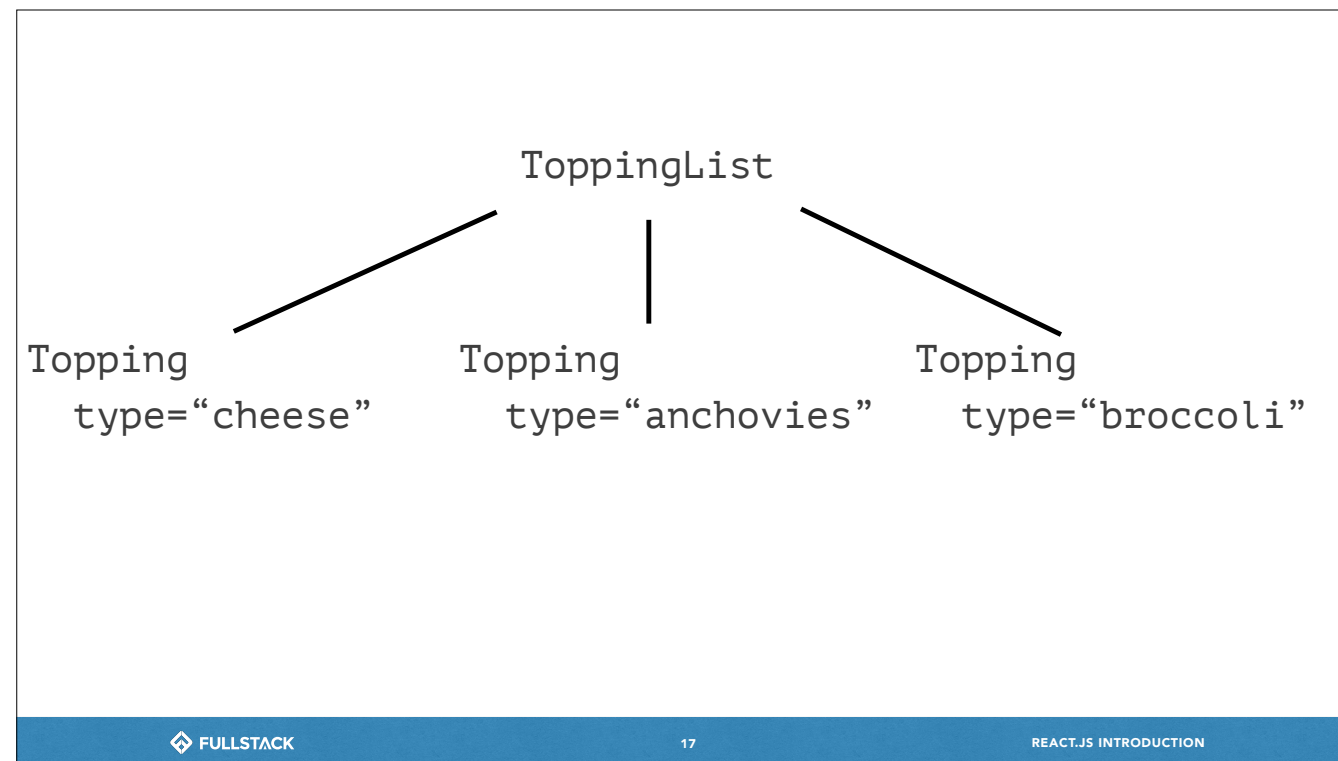 ToppingList
Topping
type=“cheese”
Topping
type=“anchovies”
Topping
type=“broccoli”
FULLSTACK
17
REACT.JS INTRODUCTION